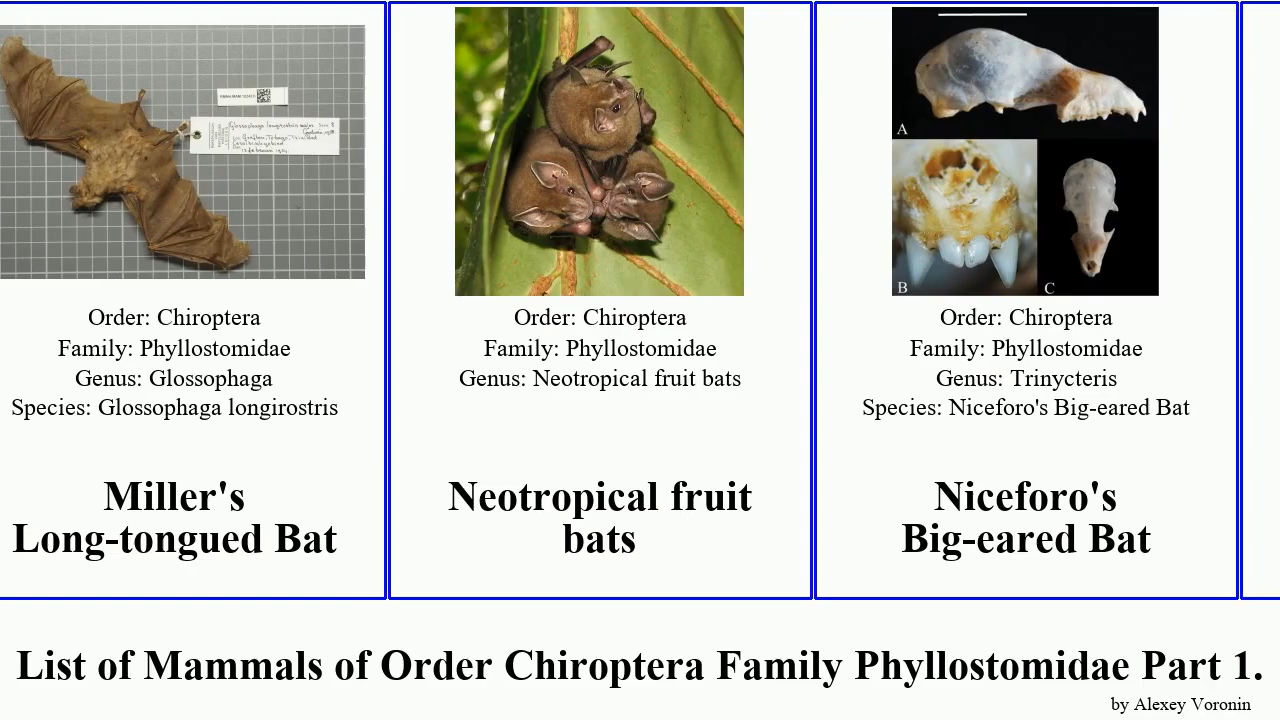 Order: Chiroptera
Family: Phyllostomidae
Genus: Glossophaga
Species: Glossophaga longirostris
Miller's
Long-tongued Bat
Order: Chiroptera
Family: Phyllostomidae
Genus: Neotropical fruit bats
Neotropical fruit
bats
A
B
C
Order: Chiroptera
Family: Phyllostomidae
Genus: Trinycteris
Species: Niceforo's Big-eared Bat
Niceforo's
Big-eared Bat
List of Mammals of Order Chiroptera Family Phyllostomidae Part 1.
by Alexey Voronin